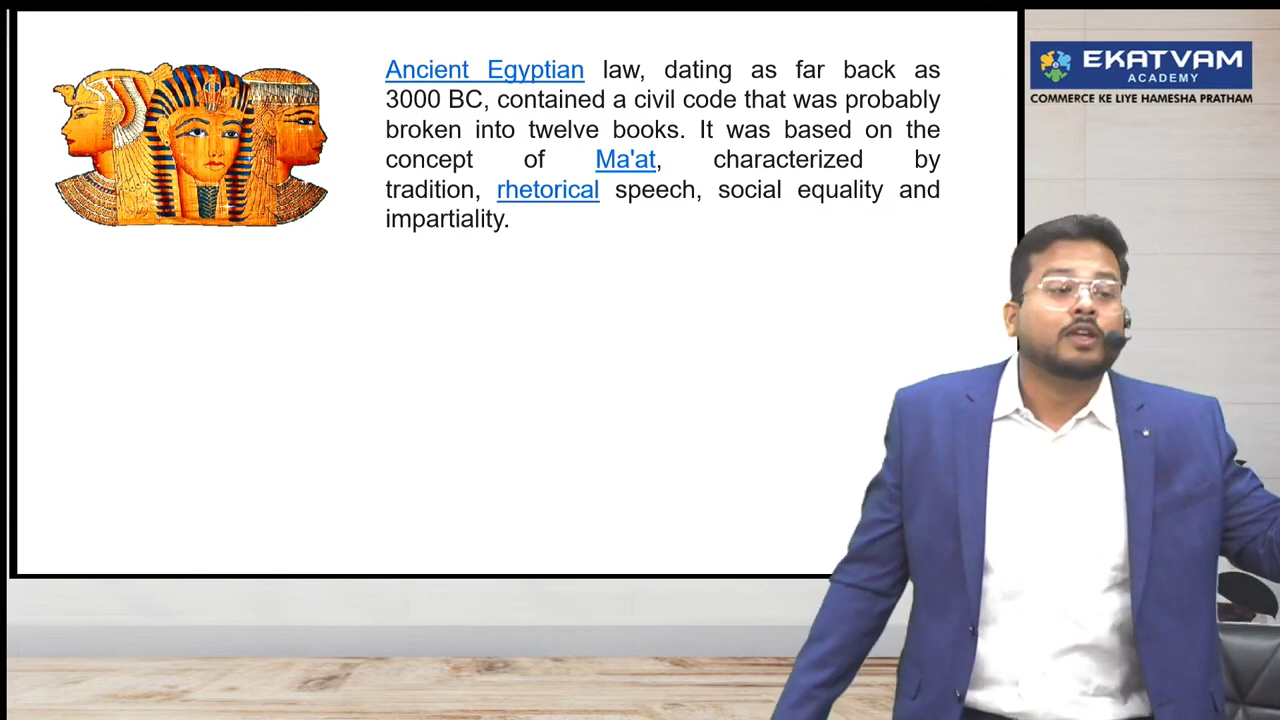 Ancient Egyptian law, dating as far back as
3000 BC, contained a civil code that was probably
broken into twelve books. It was based on the
concept of Ma'at, characterized by
tradition, rhetorical speech, social equality and
impartiality.
EKATVAM
ACADEMY
COMMERCE KE LIYE HAMESHA PRATHAM